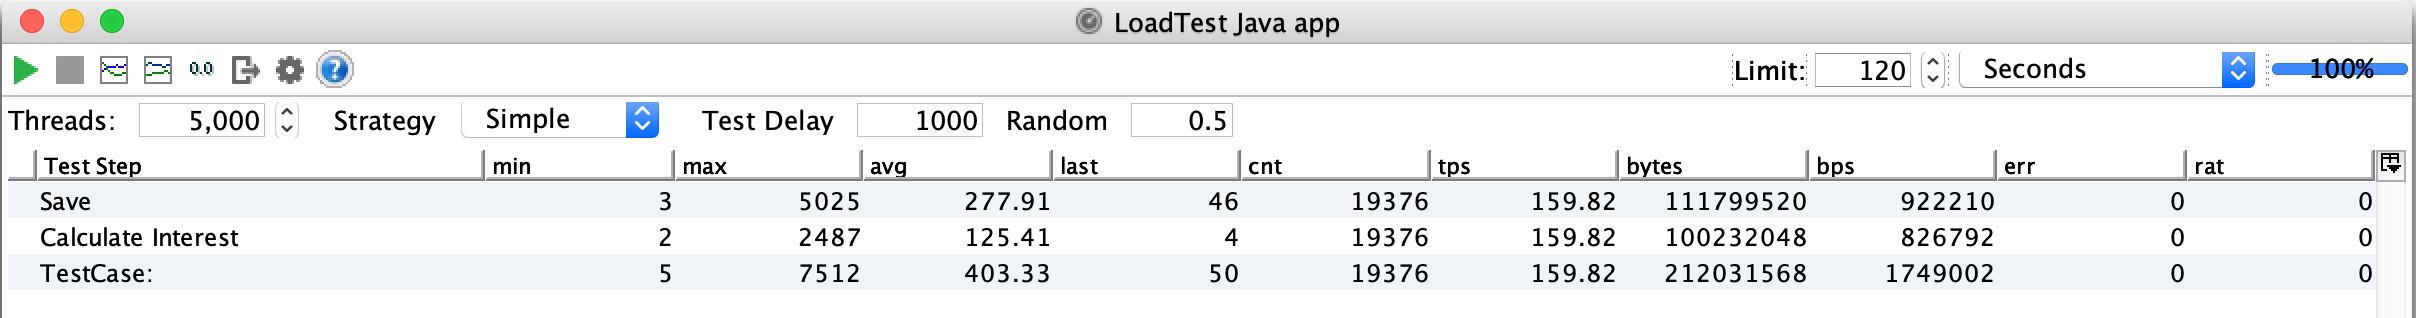 LoadTest Java app
0.0 ? Limit: 120 Seconds 100%
Threads: 5,000 Strategy Simple Test Delay 1000 Random 0.5
Test Step min max avg last cnt tps bytes bps err rat
Save 3 5025 277.91 46 19376 159.82 111799520 922210 0 0
Calculate Interest 2 2487 125.41 4 19376 159.82 100232048 826792 0 0
TestCase: 5 7512 403.33 50 19376 159.82 212031568 1749002 0 0